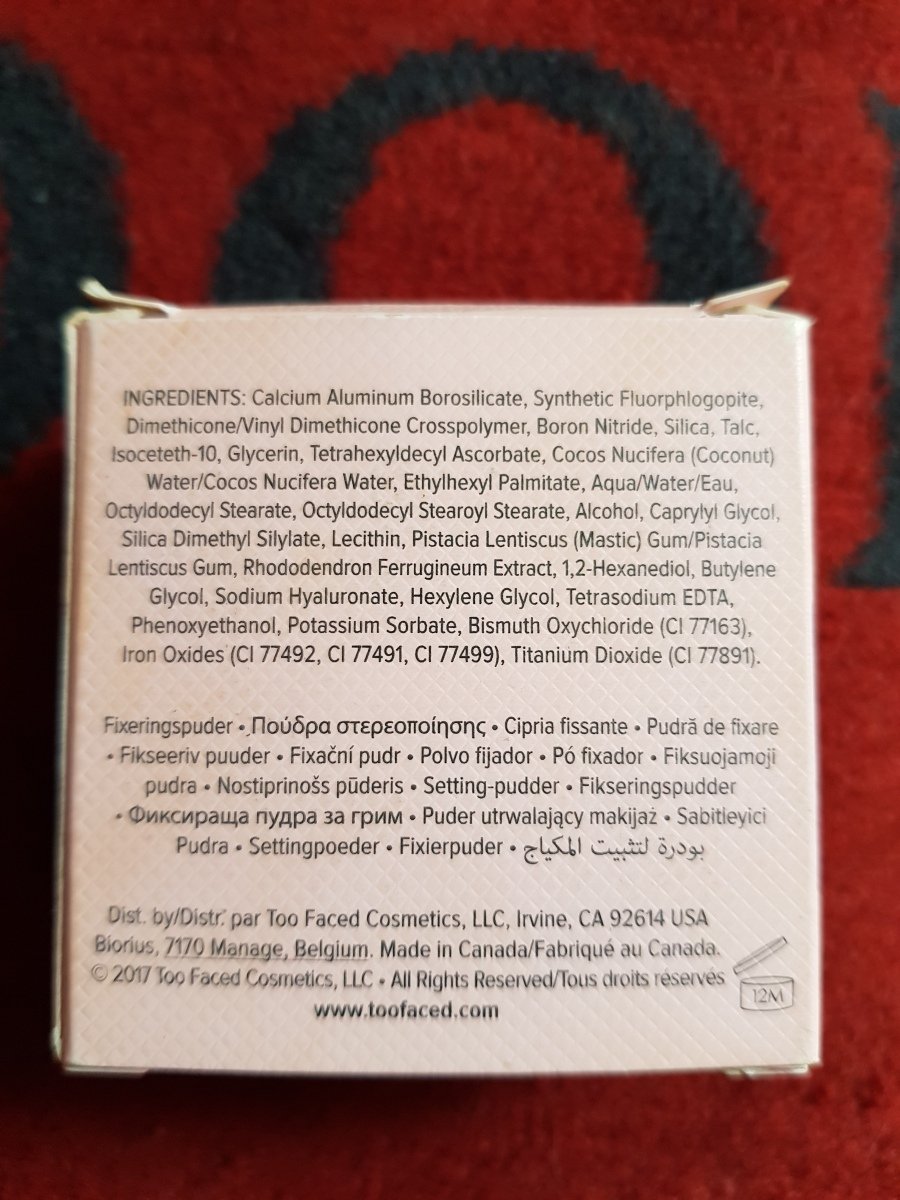 INGREDIENTS: Calcium Aluminum Borosilicate, Synthetic Fluorphlogopite,
Dimethicone/Vinyl Dimethicone Crosspolymer, Boron Nitride, Silica, Talc,
Isoceteth-10, Glycerin, Tetrahexyldecyl Ascorbate, Cocos Nucifera (Coconut)
Water/Cocos Nucifera Water, Ethylhexyl Palmitate, Aqua/Water/Eau,
Octyldodecyl Stearate, Octyldodecyl Stearoyl Stearate, Alcohol, Caprylyl Glycol,
Silica Dimethyl Silylate, Lecithin, Pistacia Lentiscus (Mastic) Gum/Pistacia
Lentiscus Gum, Rhododendron Ferrugineum Extract, 1,2-Hexanediol, Butylene
Glycol, Sodium Hyaluronate, Hexylene Glycol, Tetrasodium EDTA,
Phenoxyethanol, Potassium Sorbate, Bismuth Oxychloride (CI 77163),
Iron Oxides (CI 77492, CI 77491, CI 77499), Titanium Dioxide (CI 77891).
Fixeringspuder • Πούδρα στερεοποίησης • Cipria fissante • Pudră de fixare
• Fikseeriv puuder • Fixační pudr • Polvo fijador • Pó fixador • Fiksuojamoji
pudra • Nostiprinošs pūderis • Setting-pudder • Fikseringspudder
• Фиксираща пудра за грим • Puder utrwalający makijaż • Sabitleyici
Pudra • Settingpoeder • Fixierpuder • بودرة لتثبيت المكياج
Dist. by/Distr. par Too Faced Cosmetics, LLC, Irvine, CA 92614 USA
Biorius, 7170 Manage, Belgium. Made in Canada/Fabriqué au Canada.
© 2017 Too Faced Cosmetics, LLC • All Rights Reserved/Tous droits réservés
12M
www.toofaced.com